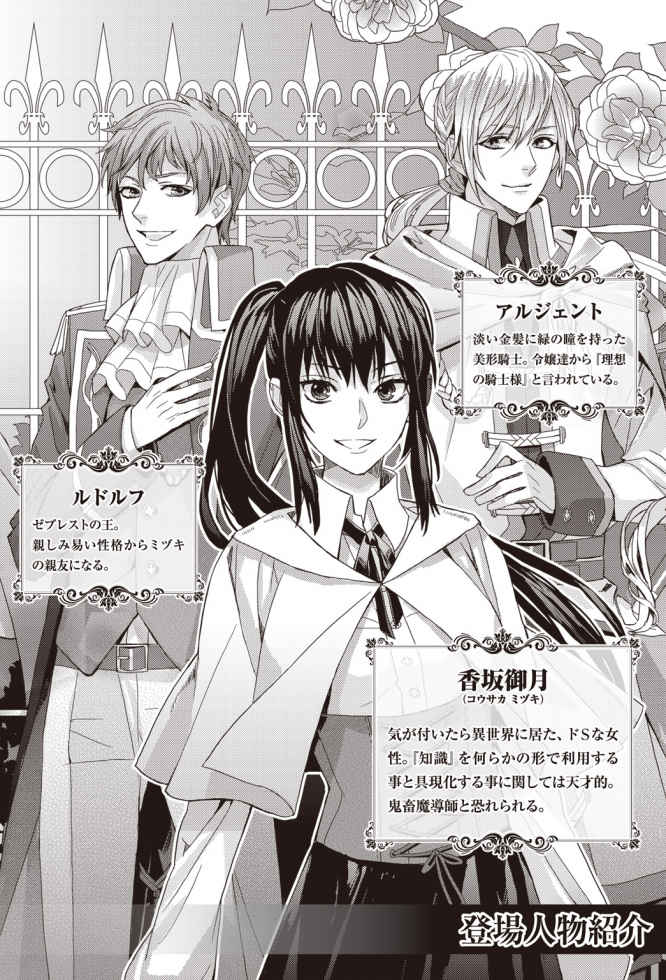 アルジェント
淡い金髪に緑の瞳を持った
美形騎士。令嬢達から『理想
の騎士様』と言われている。
ルドルフ
ゼブレストの王。
親しみ易い性格からミヅキ
の親友になる。
香坂御月
(コウサカ ミヅキ)
気が付いたら異世界に居た、ドSな女
性。『知識』を何らかの形で利用する
事と具現化する事に関しては天才的。
鬼畜魔導師と恐れられる。
登場人物紹介